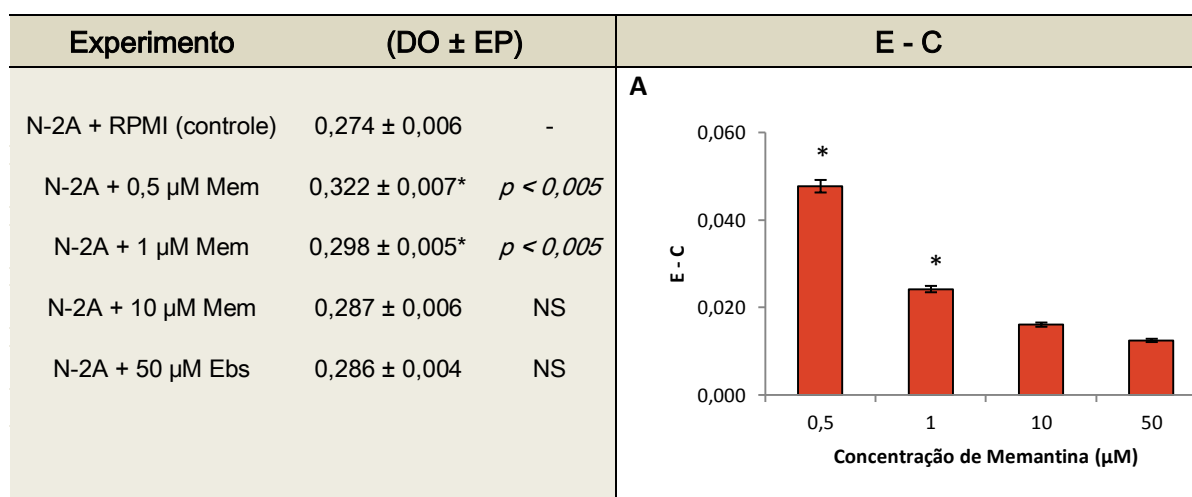 Experimento (DO ± EP) E - C
N-2A + RPMI (controle) 0,274 ± 0,006 -
N-2A + 0,5 µM Mem 0,322 ± 0,007* p < 0,005
N-2A + 1 µM Mem 0,298 ± 0,005* p < 0,005
N-2A + 10 µM Mem 0,287 ± 0,006 NS
N-2A + 50 µM Ebs 0,286 ± 0,004 NS
A
E - C
0,060
0,040
0,020
0,000
*
*
0,5 1 10 50
Concentração de Memantina (µM)